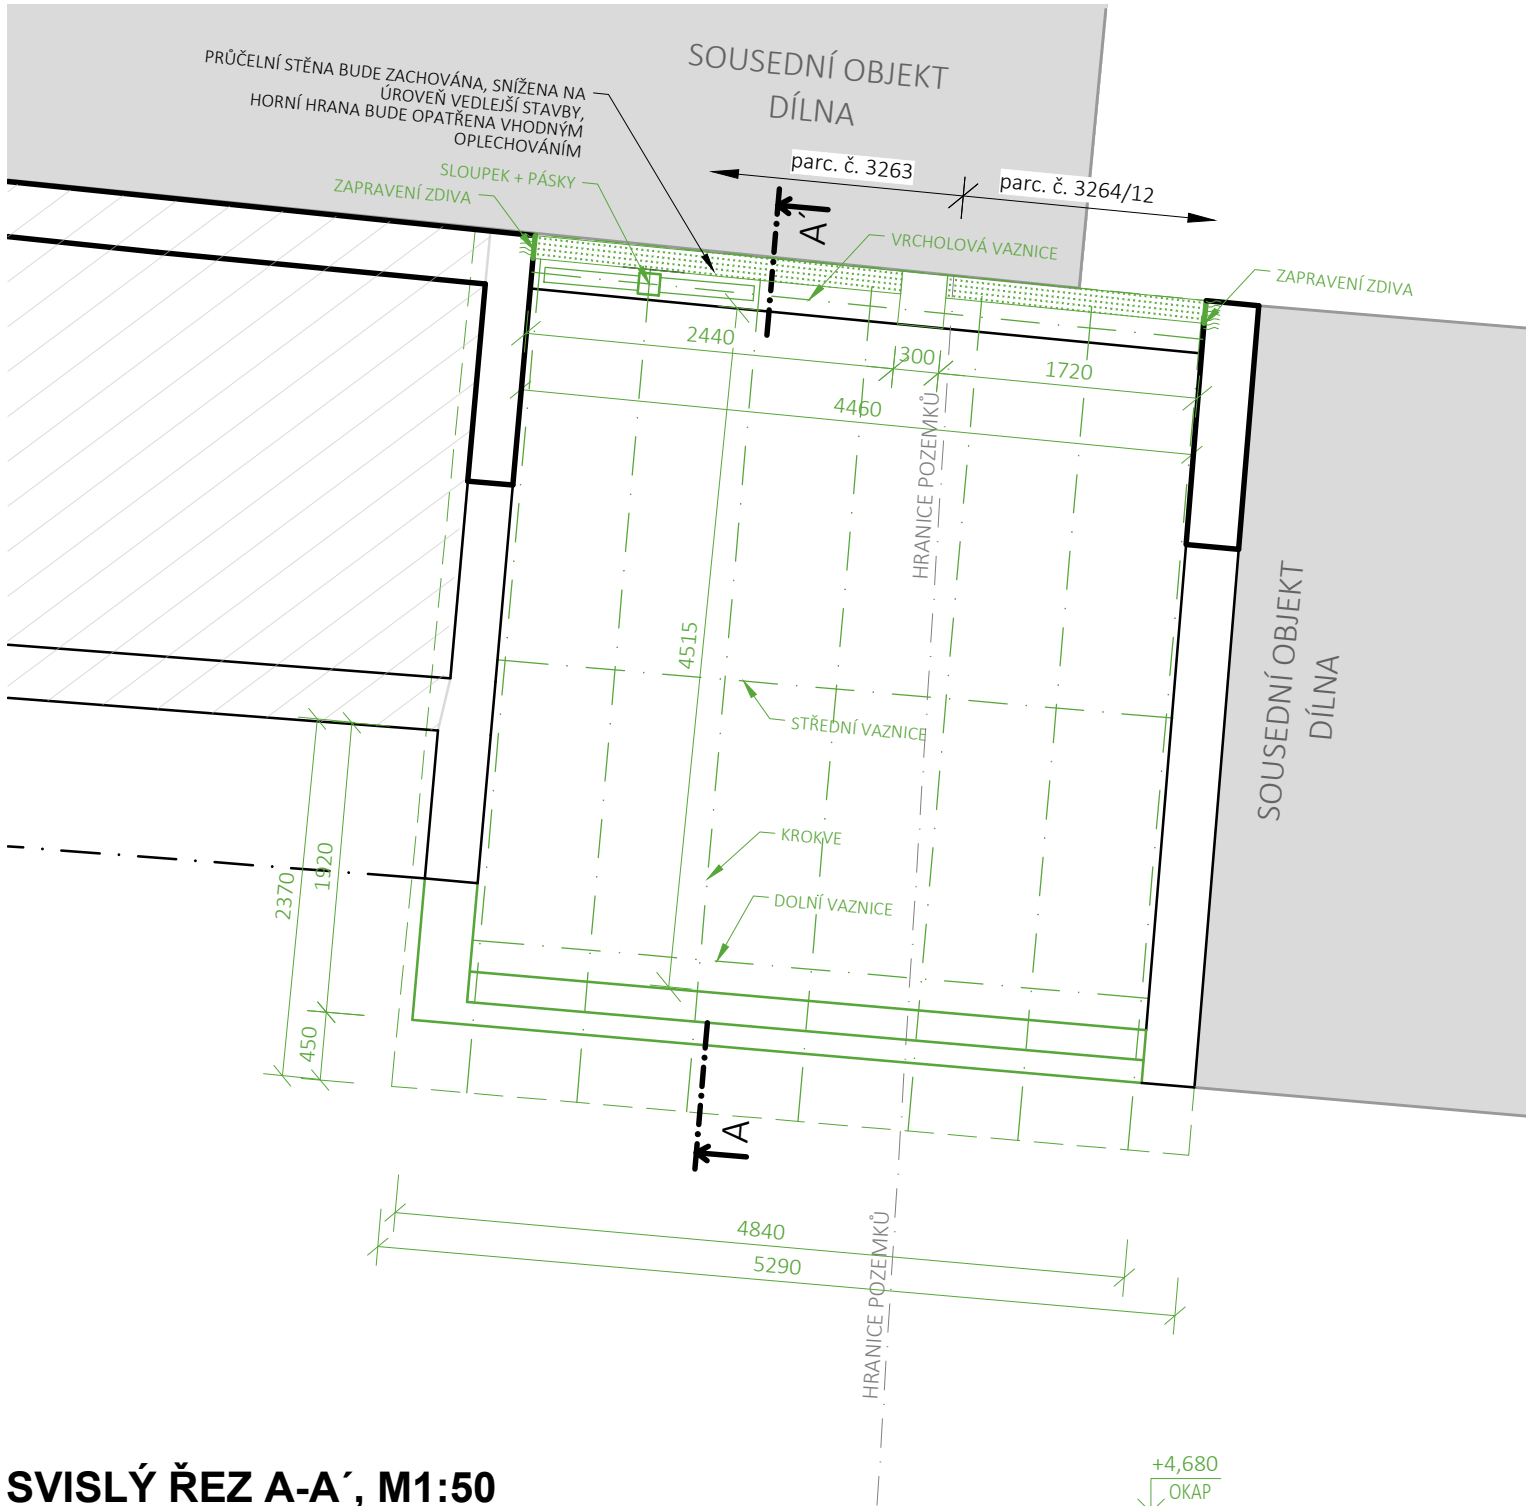 SOUSEDNÍ OBJEKT
DÍLNA
PRŮČELNÍ STĚNA BUDE ZACHOVÁNA, SNÍŽENA NA
ÚROVEŇ VEDLEJŠÍ STAVBY,
HORNÍ HRANA BUDE OPATŘENA VHODNÝM
OPLECHOVÁNÍM
SLOUPEK + PÁSKY
ZAPRAVENÍ ZDIVA
parc. č. 3263
parc. č. 3264/12
A´
VRCHOLOVÁ VAZNICE
ZAPRAVENÍ ZDIVA
2440
300
1720
4460
HRANICE POZEMKŮ
4515
STŘEDNÍ VAZNICE
SOUSEDNÍ OBJEKT
DÍLNA
KROKVE
DOLNÍ VAZNICE
2370
1920
450
A
4840
5290
HRANICE POZEMKŮ
+4,680
OKAP
SVISLÝ ŘEZ A-A´, M1:50